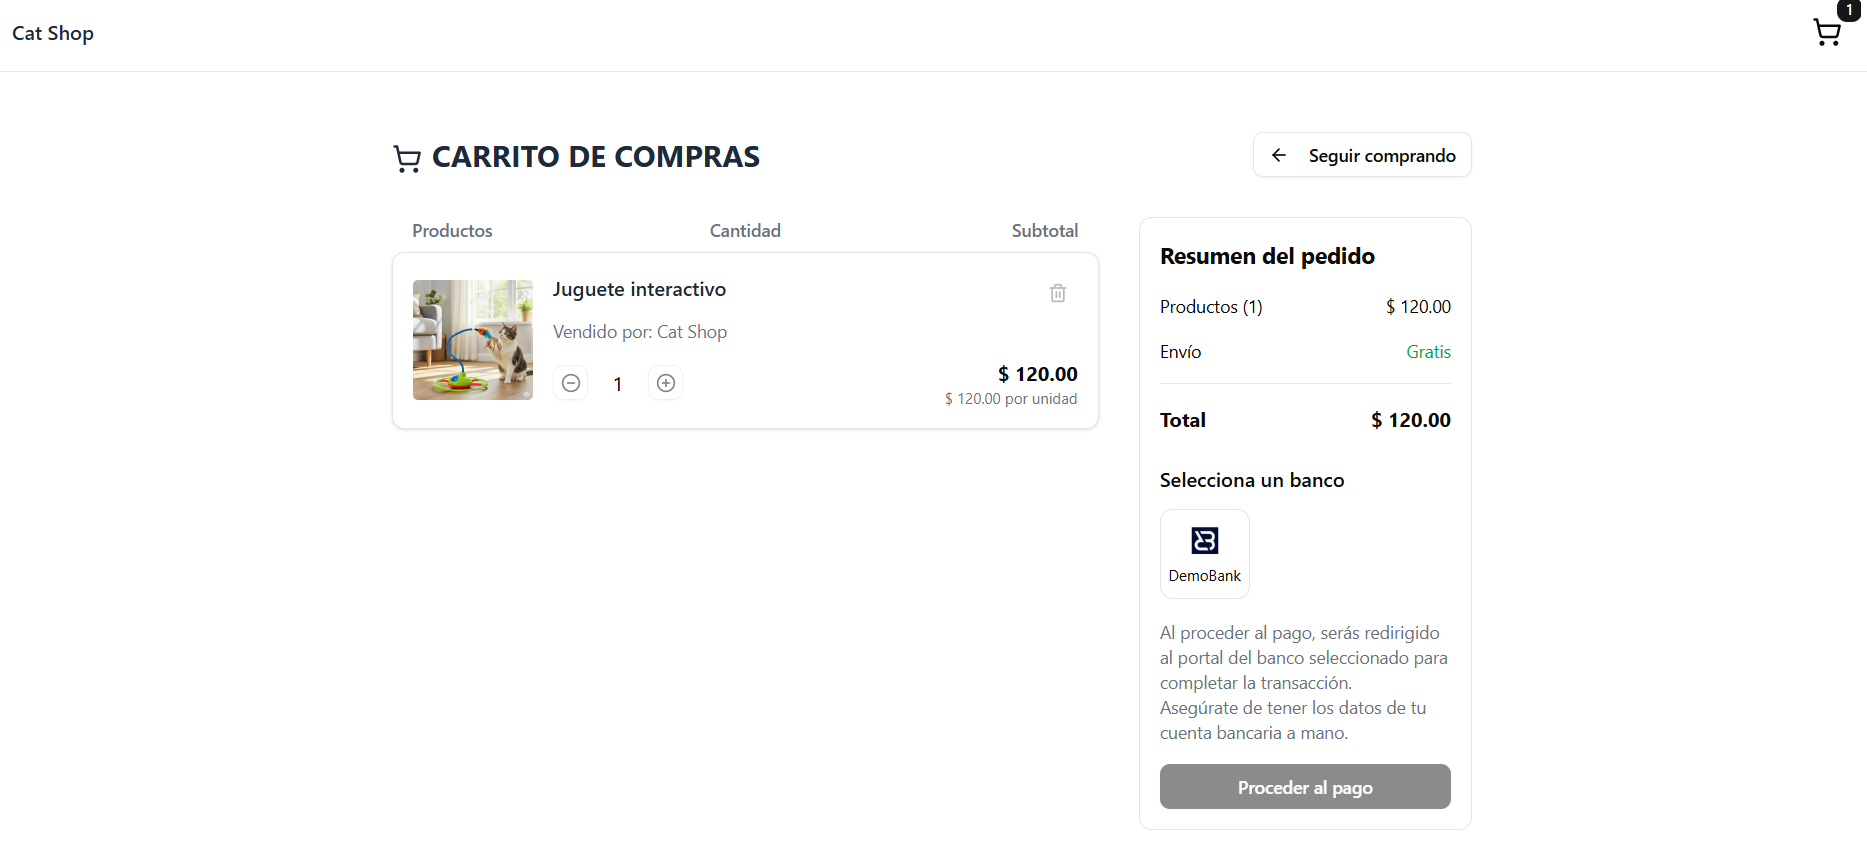 Cat Shop
1
CARRITO DE COMPRAS
Seguir comprando
Productos Cantidad Subtotal
Juguete interactivo
Vendido por: Cat Shop
1
$ 120.00
$ 120.00 por unidad
Resumen del pedido
Productos (1) $ 120.00
Envío Gratis
Total $ 120.00
Selecciona un banco
DemoBank
Al proceder al pago, serás redirigido
al portal del banco seleccionado para
completar la transacción.
Asegúrate de tener los datos de tu
cuenta bancaria a mano.
Proceder al pago